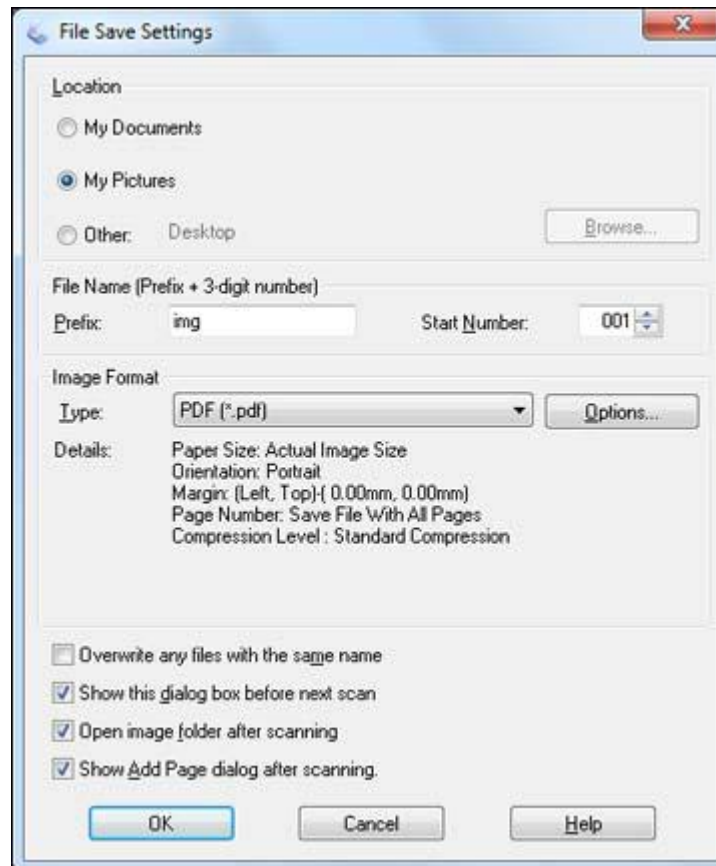 File Save Settings
Location
My Documents
My Pictures
Other: Desktop Browse...
File Name (Prefix + 3-digit number)
Prefix: img Start Number: 001
Image Format
Type: PDF (*.pdf) Options...
Details: Paper Size: Actual Image Size
Orientation: Portrait
Margin: (Left, Top)-( 0.00mm, 0.00mm)
Page Number: Save File With All Pages
Compression Level : Standard Compression
Overwrite any files with the same name
Show this dialog box before next scan
Open image folder after scanning
Show Add Page dialog after scanning.
OK Cancel Help